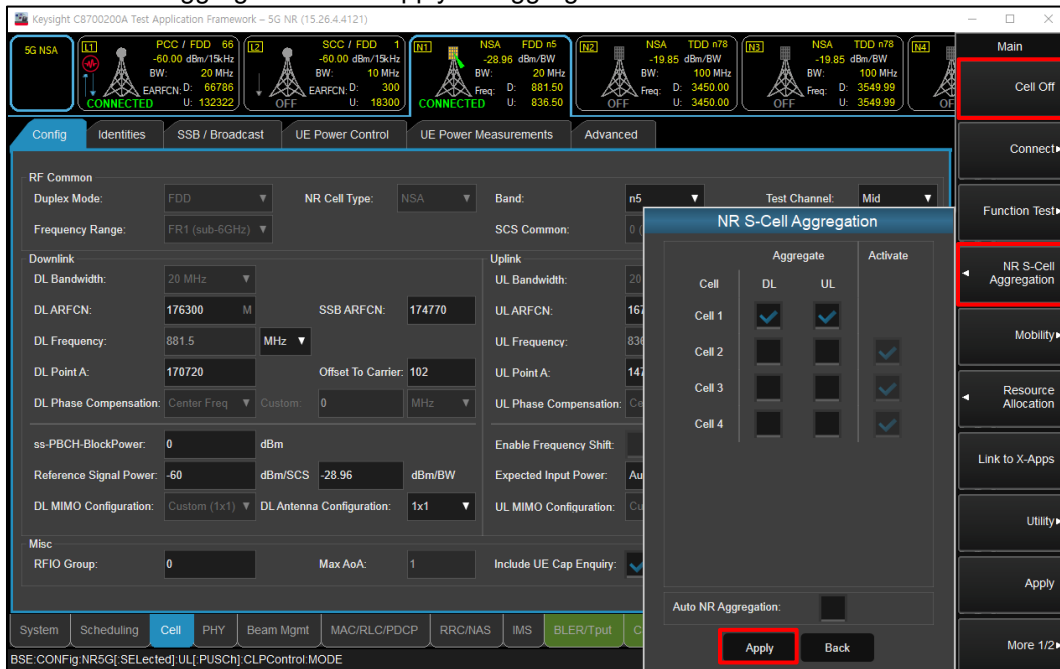 Keysight C8700200A Test Application Framework – 5G NR (15.26.4.4121)
5G NSA
L1 PCC / FDD 66
-60.00 dBm/15kHz
BW: 20 MHz
EARFCN: D: 66786
U: 132322
CONNECTED
L2 SCC / FDD 1
-60.00 dBm/15kHz
BW: 10 MHz
EARFCN: D: 300
U: 18300
OFF
N1 NSA FDD n5
-28.96 dBm/BW
BW: 20 MHz
Freq: D: 881.50
U: 836.50
CONNECTED
N2 NSA TDD n78
-19.85 dBm/BW
BW: 100 MHz
Freq: D: 3450.00
U: 3450.00
OFF
N3 NSA TDD n78
-19.85 dBm/BW
BW: 100 MHz
Freq: D: 3549.99
U: 3549.99
OFF
N4
Main
Cell Off
Connect
Function Test
NR S-Cell
Aggregation
Mobility
Resource
Allocation
Link to X-Apps
Utility
Apply
More 1/2
Config Identities SSB / Broadcast UE Power Control UE Power Measurements Advanced
RF Common
Duplex Mode: FDD NR Cell Type: NSA Band: n5 Test Channel: Mid
Frequency Range: FR1 (sub-6GHz) SCS Common:
Downlink
DL Bandwidth: 20 MHz
DL ARFCN: 176300 M SSB ARFCN: 174770
DL Frequency: 881.5 MHz
DL Point A: 170720 Offset To Carrier: 102
DL Phase Compensation: Center Freq Custom: 0 MHz
ss-PBCH-BlockPower: 0 dBm
Reference Signal Power: -60 dBm/SCS -28.96 dBm/BW
DL MIMO Configuration: Custom (1x1) DL Antenna Configuration: 1x1
Uplink
UL Bandwidth:
UL ARFCN:
UL Frequency:
UL Point A:
UL Phase Compensation:
Enable Frequency Shift:
Expected Input Power:
UL MIMO Configuration:
Misc
RFIO Group: 0 Max AoA: 1 Include UE Cap Enquiry:
NR S-Cell Aggregation
Aggregate Activate
Cell DL UL
Cell 1
Cell 2
Cell 3
Cell 4
Auto NR Aggregation:
Apply Back
System Scheduling Cell PHY Beam Mgmt MAC/RLC/PDCP RRC/NAS IMS BLER/Tput
BSE:CONFig:NR5G[:SELected]:UL[:PUSCh]:CLPControl:MODE